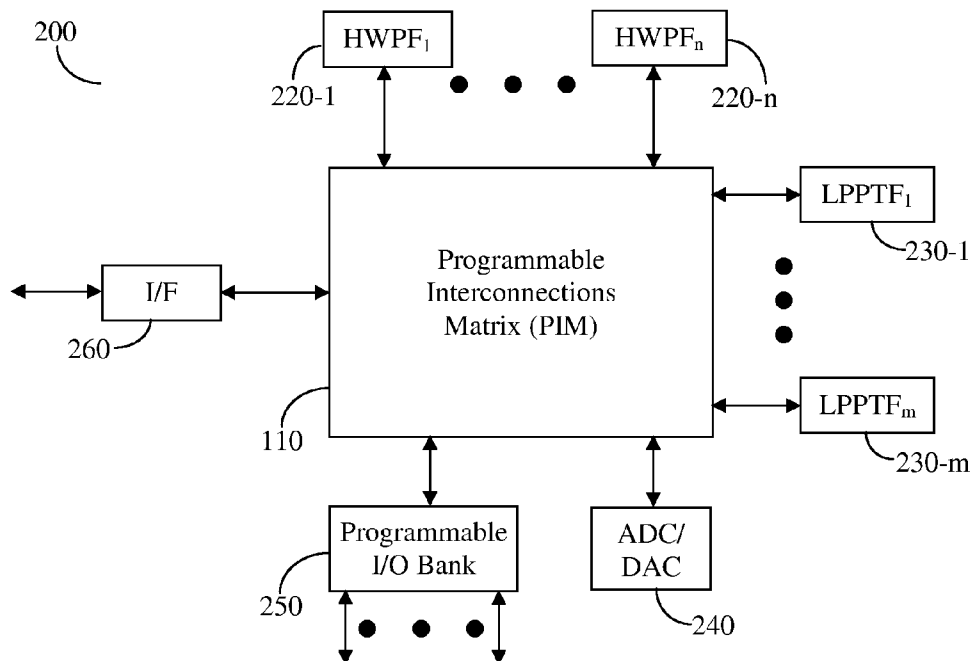 200
HWPF₁
HWPFₙ
220-1
220-n
LPPTF₁
230-1
Programmable
Interconnections
Matrix (PIM)
I/F
260
LPPTFₘ
110
230-m
Programmable
I/O Bank
ADC/
DAC
250
240